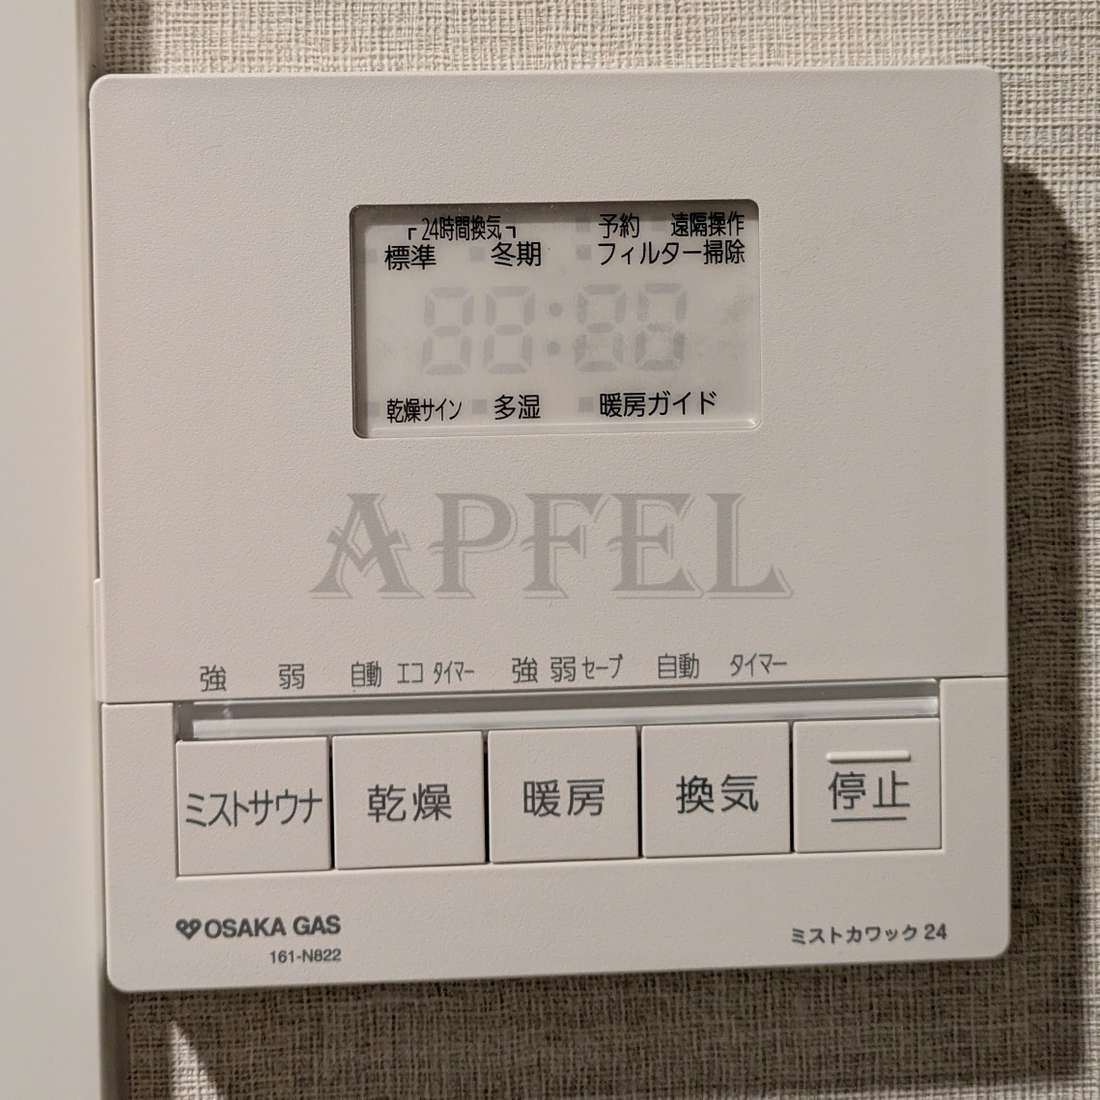 ┌24時間換気┐ 予約 遠隔操作
標準 冬期 フィルター掃除
88:88
乾燥サイン 多湿 暖房ガイド
APFEL
強 弱 自動 エコ タイマー 強 弱 セーブ 自動 タイマー
ミストサウナ 乾燥 暖房 換気 停止
OSAKA GAS
161-N822
ミストカワック 24